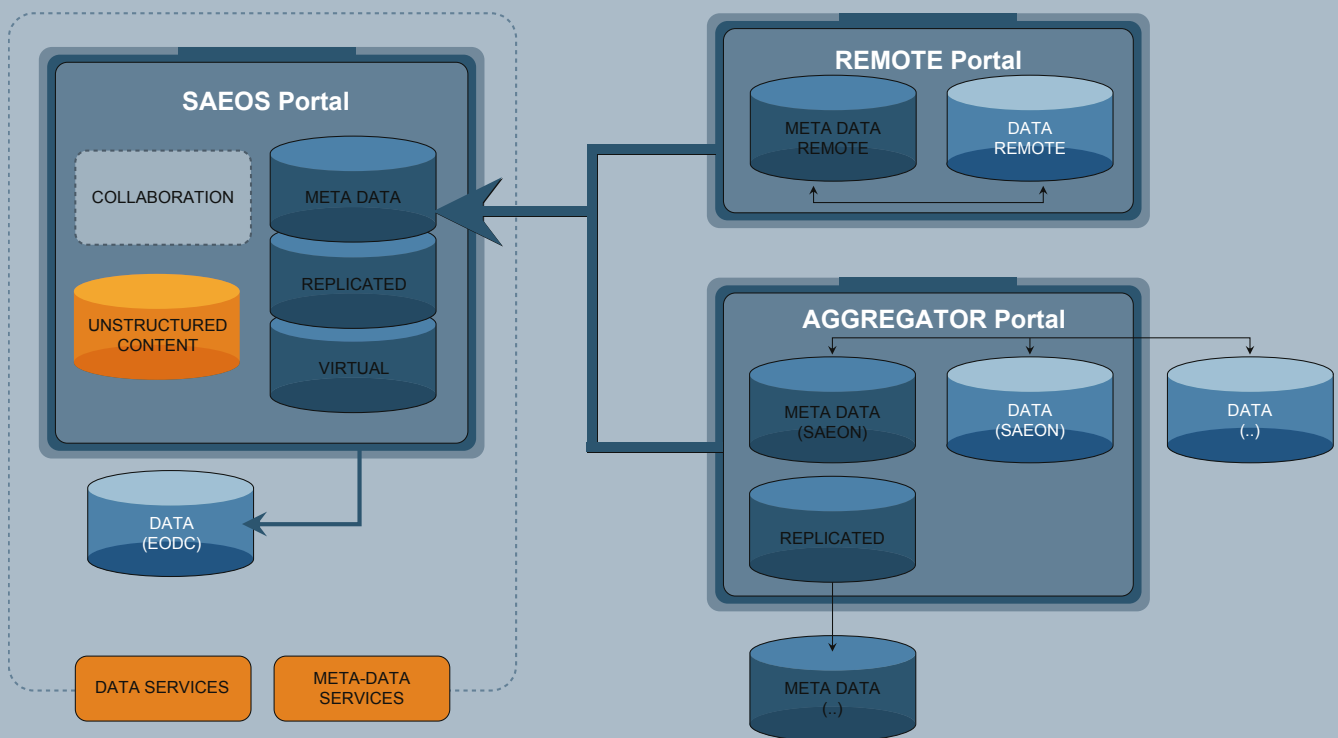 SAEOS Portal
COLLABORATION
META DATA
REPLICATED
UNSTRUCTURED
CONTENT
VIRTUAL
DATA
(EODC)
DATA SERVICES
META-DATA
SERVICES
REMOTE Portal
META DATA
REMOTE
DATA
REMOTE
AGGREGATOR Portal
META DATA
(SAEON)
DATA
(SAEON)
DATA
(..)
REPLICATED
META DATA
(..)